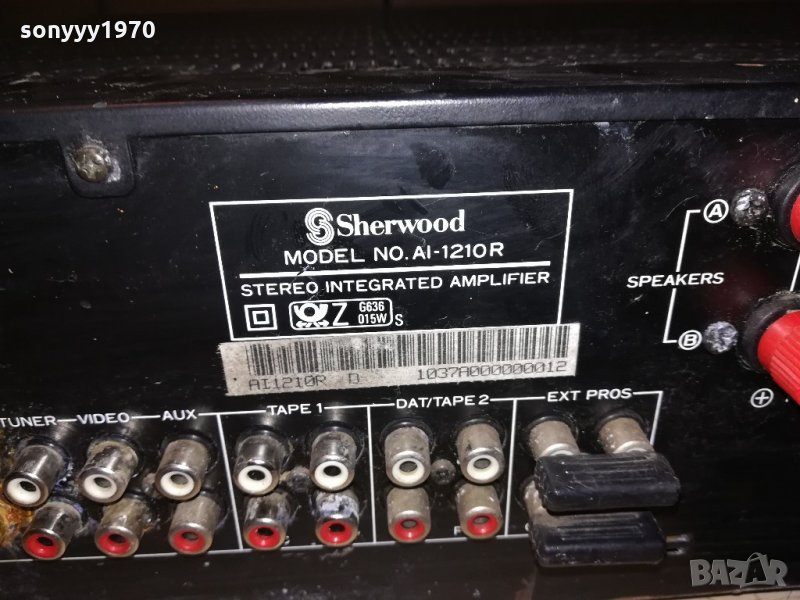 sonyyy1970
Sherwood
MODEL NO. AI-1210R
STEREO INTEGRATED AMPLIFIER
Z G636
015W S
AI1210R D 1037A000000012
A
SPEAKERS
B
+
TUNER VIDEO AUX TAPE 1 DAT/TAPE 2 EXT PROS
BAZAR